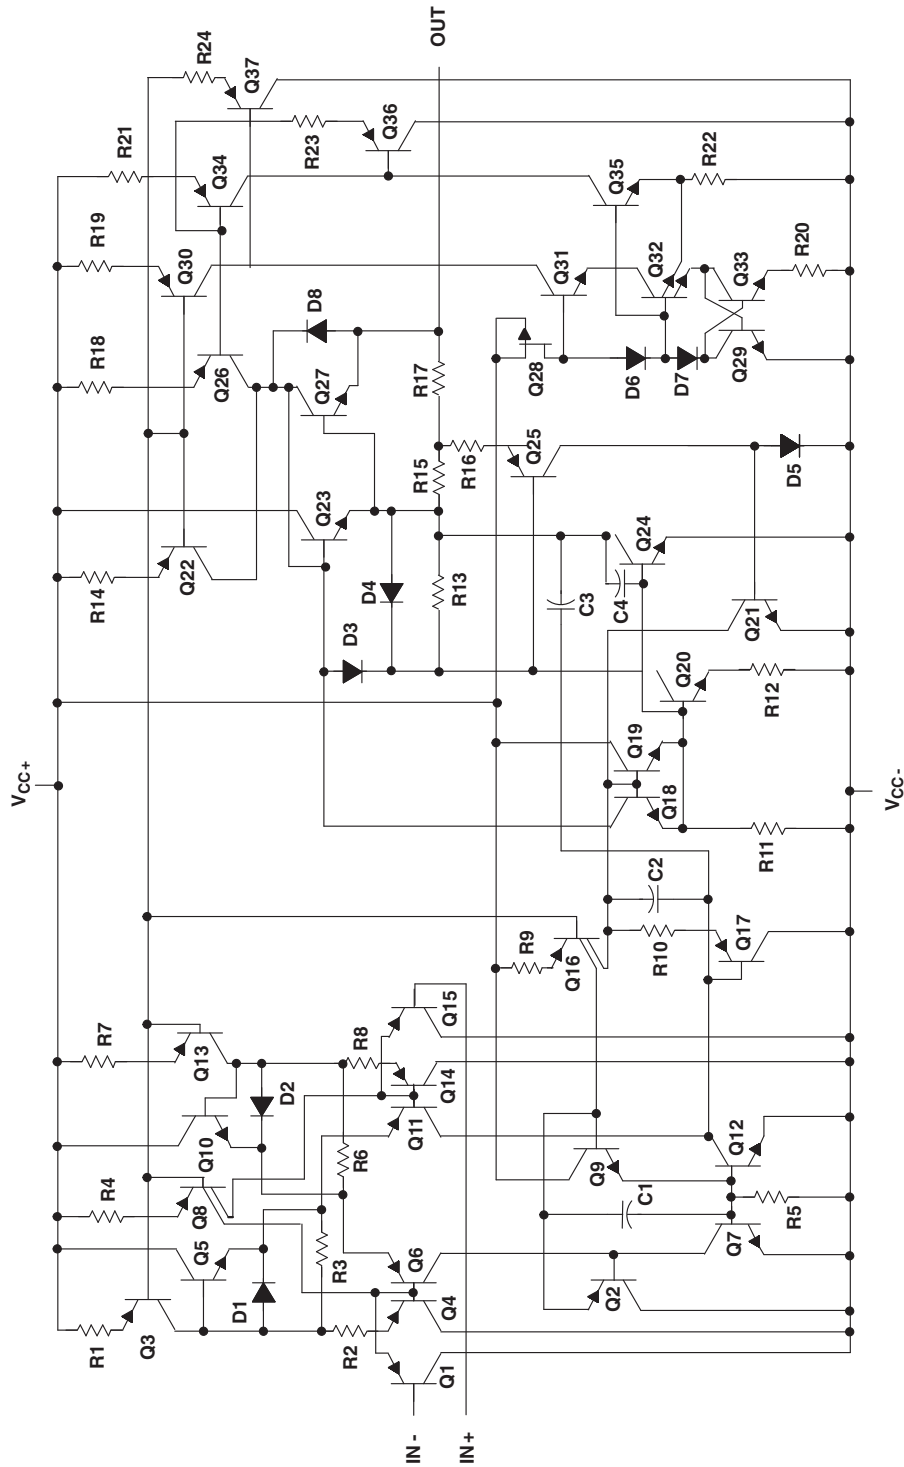 VCC+
R1
Q3
R4
Q5
Q8
R7
Q13
Q10
D2
D1
R3
R6
R8
R2
Q6
Q4
Q1
Q11
Q14
Q15
IN -
IN+
R9
Q16
Q9
C1
Q2
Q7
R5
Q12
R10
C2
Q17
R14
Q22
R18
Q26
R19
Q30
R21
Q34
R24
Q37
R23
Q36
D8
Q27
Q23
D4
D3
R13
R15
R17
R16
OUT
Q25
C3
C4
Q24
Q18
Q19
Q20
Q21
R11
R12
D5
Q28
Q31
D6
D7
Q32
Q35
R22
Q29
Q33
R20
VCC-